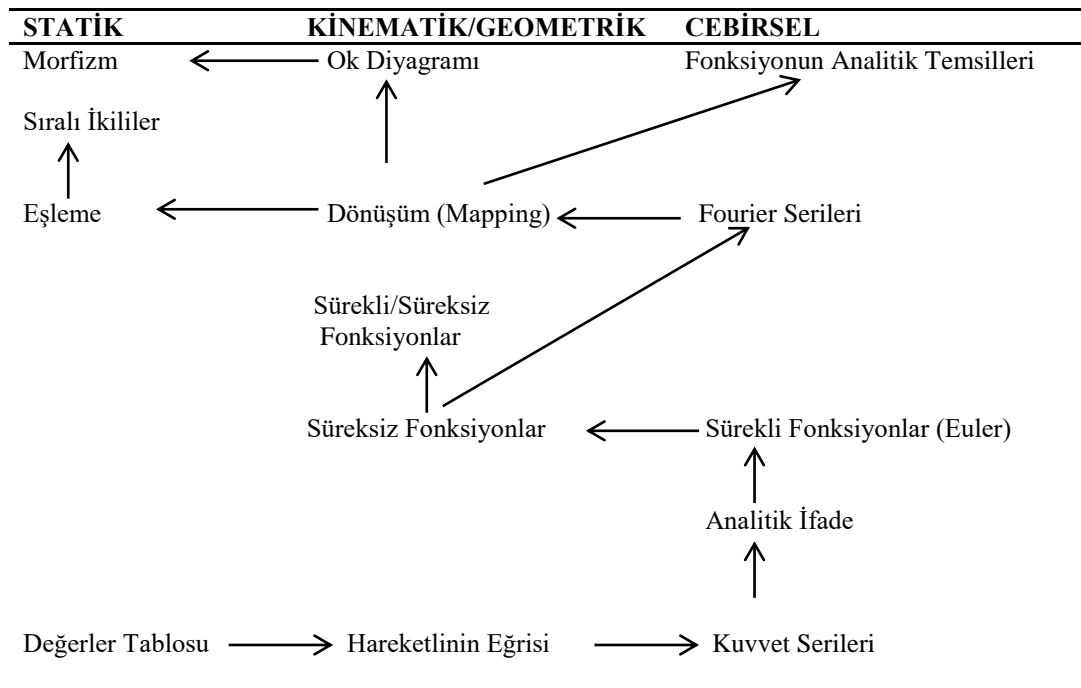 STATİK KİNEMATİK/GEOMETRİK CEBİRSEL
Morfizm Ok Diyagramı Fonksiyonun Analitik Temsilleri
Sıralı İkililer
Eşleme Dönüşüm (Mapping) Fourier Serileri
Sürekli/Süreksiz
Fonksiyonlar
Süreksiz Fonksiyonlar Sürekli Fonksiyonlar (Euler)
Analitik İfade
Değerler Tablosu Hareketlinin Eğrisi Kuvvet Serileri